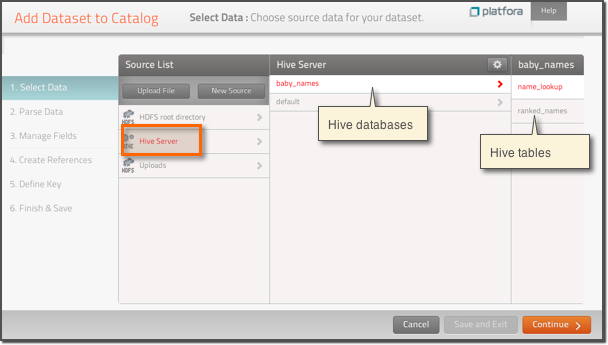 Add Dataset to Catalog
Select Data : Choose source data for your dataset.
platfora
Help
1. Select Data
2. Parse Data
3. Manage Fields
4. Create References
5. Define Key
6. Finish & Save
Source List
Upload File
New Source
HDFS
HDFS root directory
Hive Server
HDFS
Uploads
Hive Server
baby_names
default
Hive databases
baby_names
name_lookup
ranked_names
Hive tables
Cancel
Save and Exit
Continue